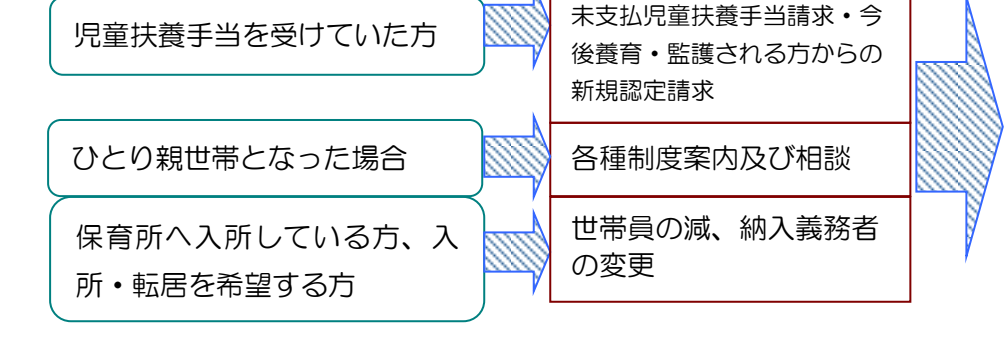 児童扶養手当を受けていた方
未支払児童扶養手当請求・今
後養育・監護される方からの
新規認定請求
ひとり親世帯となった場合
各種制度案内及び相談
保育所へ入所している方、入
所・転居を希望する方
世帯員の減、納入義務者
の変更